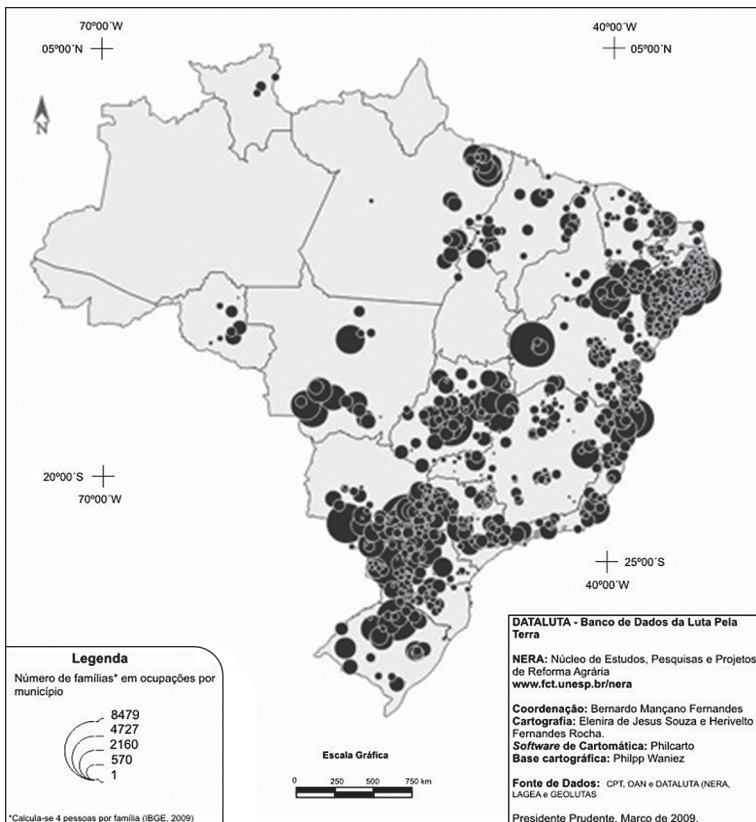 70º00´W
40º00´W
05º00´N
05º00´N
N
20º00´S
70º00´W
25º00´S
40º00´W
Legenda
Número de famílias* em ocupações por
município
8479
4727
2160
570
1
*Calcula-se 4 pessoas por família (IBGE, 2009)
Escala Gráfica
0 250 500 750 km
DATALUTA - Banco de Dados da Luta Pela
Terra
NERA: Núcleo de Estudos, Pesquisas e Projetos
de Reforma Agrária
www.fct.unesp.br/nera
Coordenação: Bernardo Mançano Fernandes
Cartografia: Elenira de Jesus Souza e Herivelto
Fernandes Rocha.
Software de Cartomática: Philcarto
Base cartográfica: Philpp Waniez
Fonte de Dados: CPT, OAN e DATALUTA (NERA,
LAGEA e GEOLUTAS
Presidente Prudente, Março de 2009.